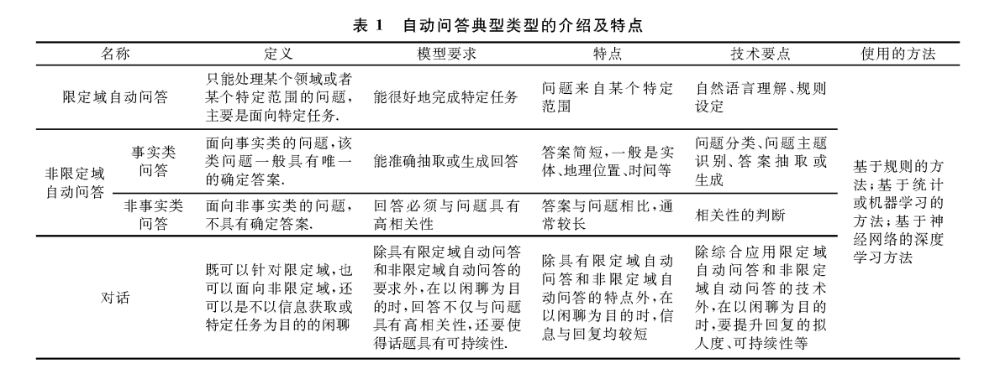 表 1 自动问答典型类型的介绍及特点
名称 定义 模型要求 特点 技术要点 使用的方法
限定域自动问答
只能处理某个领域或者
某个特定范围的问题,
主要是面向特定任务.
能很好地完成特定任务
问题来自某个特定
范围
自然语言理解、规则
设定
非限定域
自动问答
事实类
问答
面向事实类的问题,该
类问题一般具有唯一
的确定答案.
能准确抽取或生成回答
答案简短,一般是实
体、地理位置、时间等
问题分类、问题主题
识别、答案抽取或
生成
非事实类
问答
面向非事实类的问题,
不具有确定答案.
回答必须与问题具有
高相关性
答案与问题相比,通
常较长
相关性的判断
对话
既可以针对限定域,也
可以面向非限定域,还
可以是不以信息获取或
特定任务为目的的闲聊
除具有限定域自动问答
和非限定域自动问答的
要求外,在以闲聊为目
的时,回答不仅与问题
具有高相关性,还要使
得话题具有可持续性.
除具有限定域自动
问答和非限定域自
动问答的特点外,在
以闲聊为目的时,信
息与回复均较短
除综合应用限定域
自动问答和非限定
域自动问答的技术
外,在以闲聊为目的
时,要提升回复的拟
人度、可持续性等
基于规则的方
法;基于统计
或机器学习的
方法;基于神
经网络的深度
学习方法